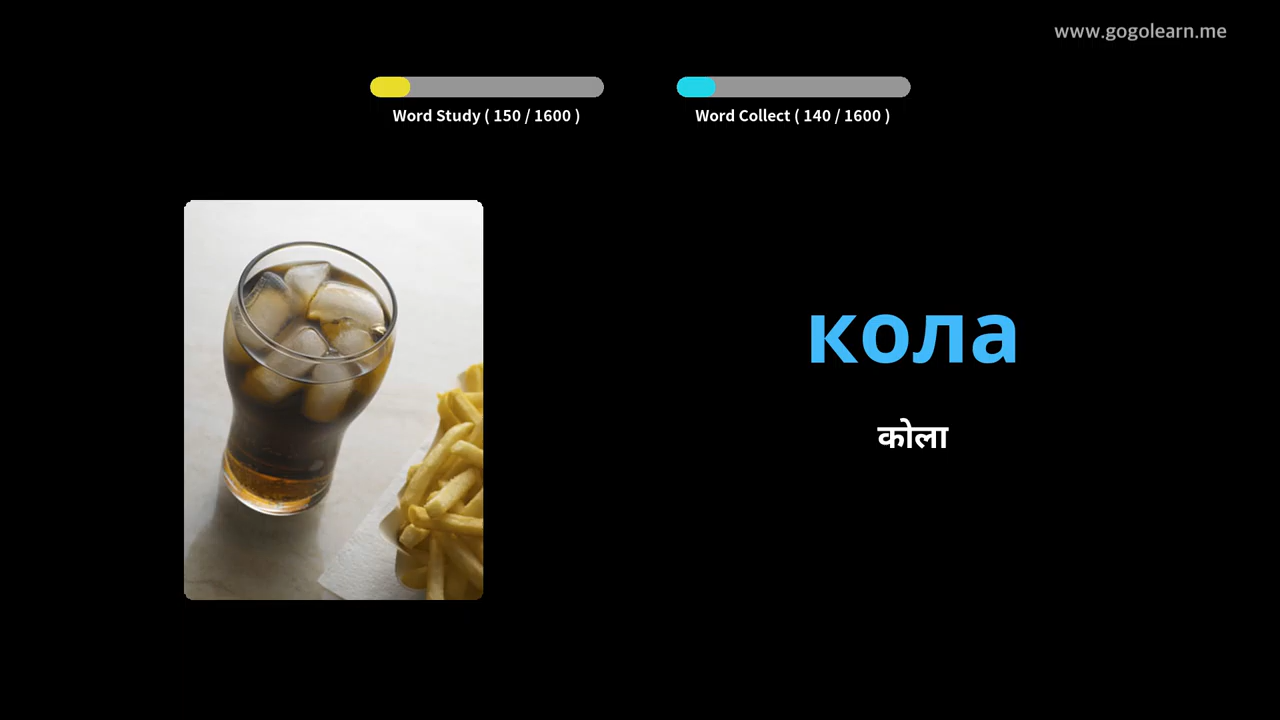 www.gogolearn.me
Word Study ( 150 / 1600 )
Word Collect ( 140 / 1600 )
кола
कोला